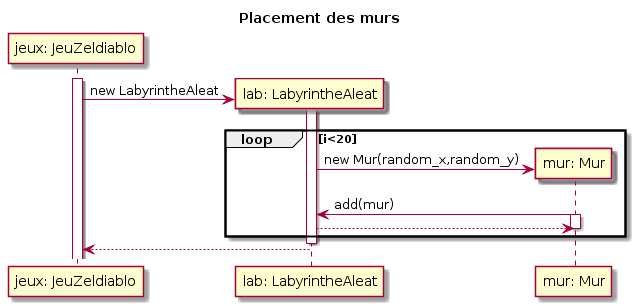 Placement des murs
jeux: JeuZeldiablo
new LabyrintheAleat
lab: LabyrintheAleat
loop [i<20]
new Mur(random_x,random_y)
mur: Mur
add(mur)
jeux: JeuZeldiablo
lab: LabyrintheAleat
mur: Mur